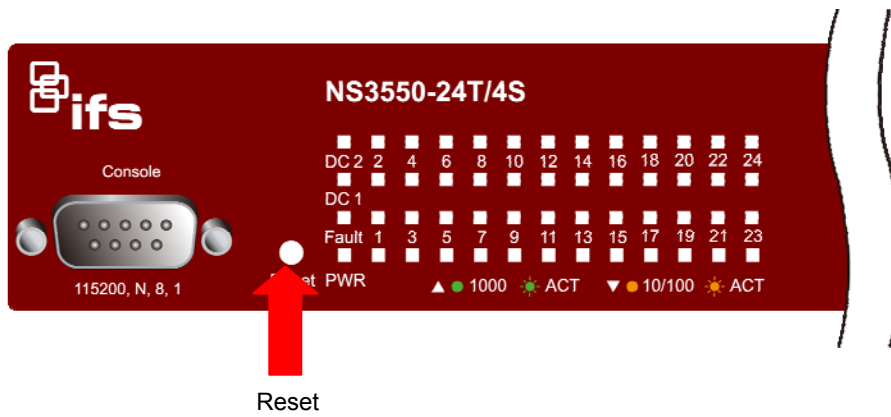 ifs
NS3550-24T/4S
Console
DC 2 2 4 6 8 10 12 14 16 18 20 22 24
DC 1
Fault 1 3 5 7 9 11 13 15 17 19 21 23
PWR
115200, N, 8, 1
1000 ACT 10/100 ACT
Reset